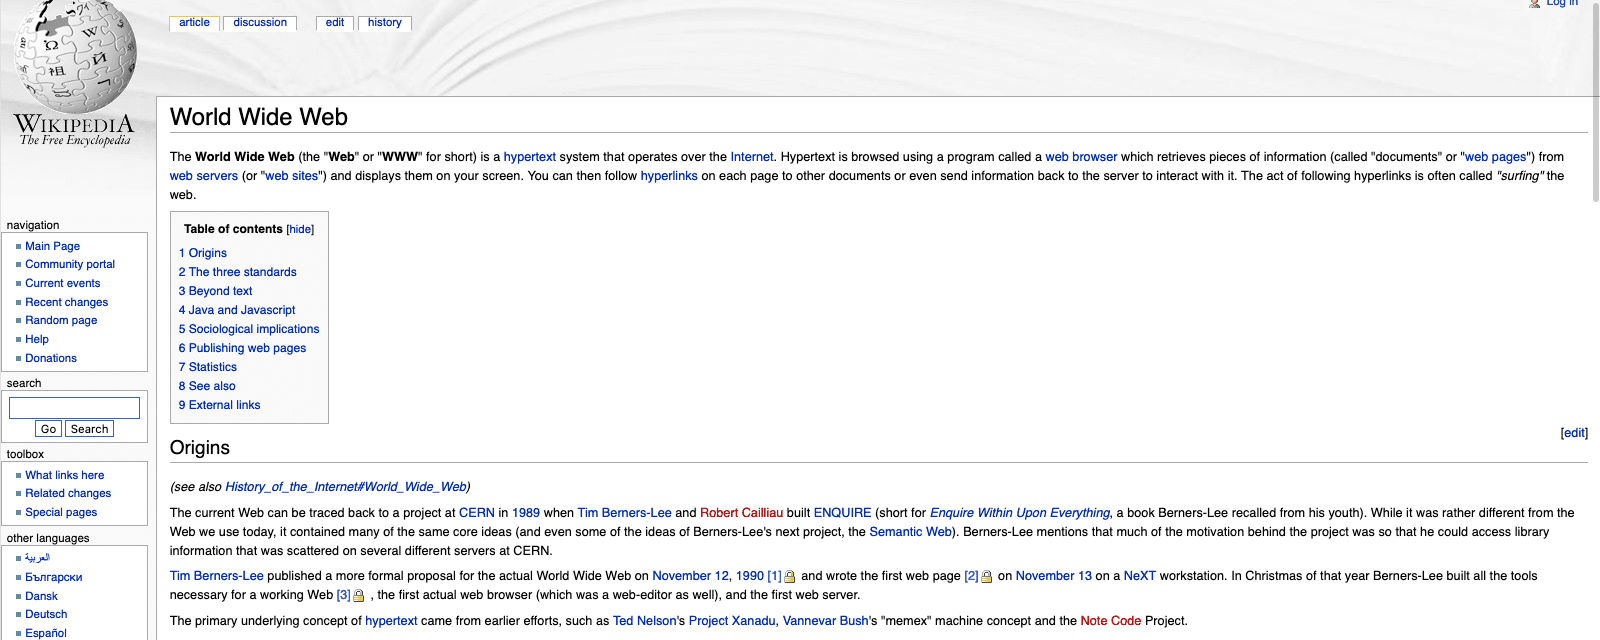 Log in
article discussion edit history
WIKIPEDIA
The Free Encyclopedia
navigation
Main Page
Community portal
Current events
Recent changes
Random page
Help
Donations
search
Go Search
toolbox
What links here
Related changes
Special pages
other languages
العربية
Български
Dansk
Deutsch
Español
World Wide Web
The World Wide Web (the "Web" or "WWW" for short) is a hypertext system that operates over the Internet. Hypertext is browsed using a program called a web browser which retrieves pieces of information (called "documents" or "web pages") from
web servers (or "web sites") and displays them on your screen. You can then follow hyperlinks on each page to other documents or even send information back to the server to interact with it. The act of following hyperlinks is often called "surfing" the
web.
Table of contents [hide]
1 Origins
2 The three standards
3 Beyond text
4 Java and Javascript
5 Sociological implications
6 Publishing web pages
7 Statistics
8 See also
9 External links
[edit]
Origins
(see also History_of_the_Internet#World_Wide_Web)
The current Web can be traced back to a project at CERN in 1989 when Tim Berners-Lee and Robert Cailliau built ENQUIRE (short for Enquire Within Upon Everything, a book Berners-Lee recalled from his youth). While it was rather different from the
Web we use today, it contained many of the same core ideas (and even some of the ideas of Berners-Lee's next project, the Semantic Web). Berners-Lee mentions that much of the motivation behind the project was so that he could access library
information that was scattered on several different servers at CERN.
Tim Berners-Lee published a more formal proposal for the actual World Wide Web on November 12, 1990 [1] and wrote the first web page [2] on November 13 on a NeXT workstation. In Christmas of that year Berners-Lee built all the tools
necessary for a working Web [3] , the first actual web browser (which was a web-editor as well), and the first web server.
The primary underlying concept of hypertext came from earlier efforts, such as Ted Nelson's Project Xanadu, Vannevar Bush's "memex" machine concept and the Note Code Project.